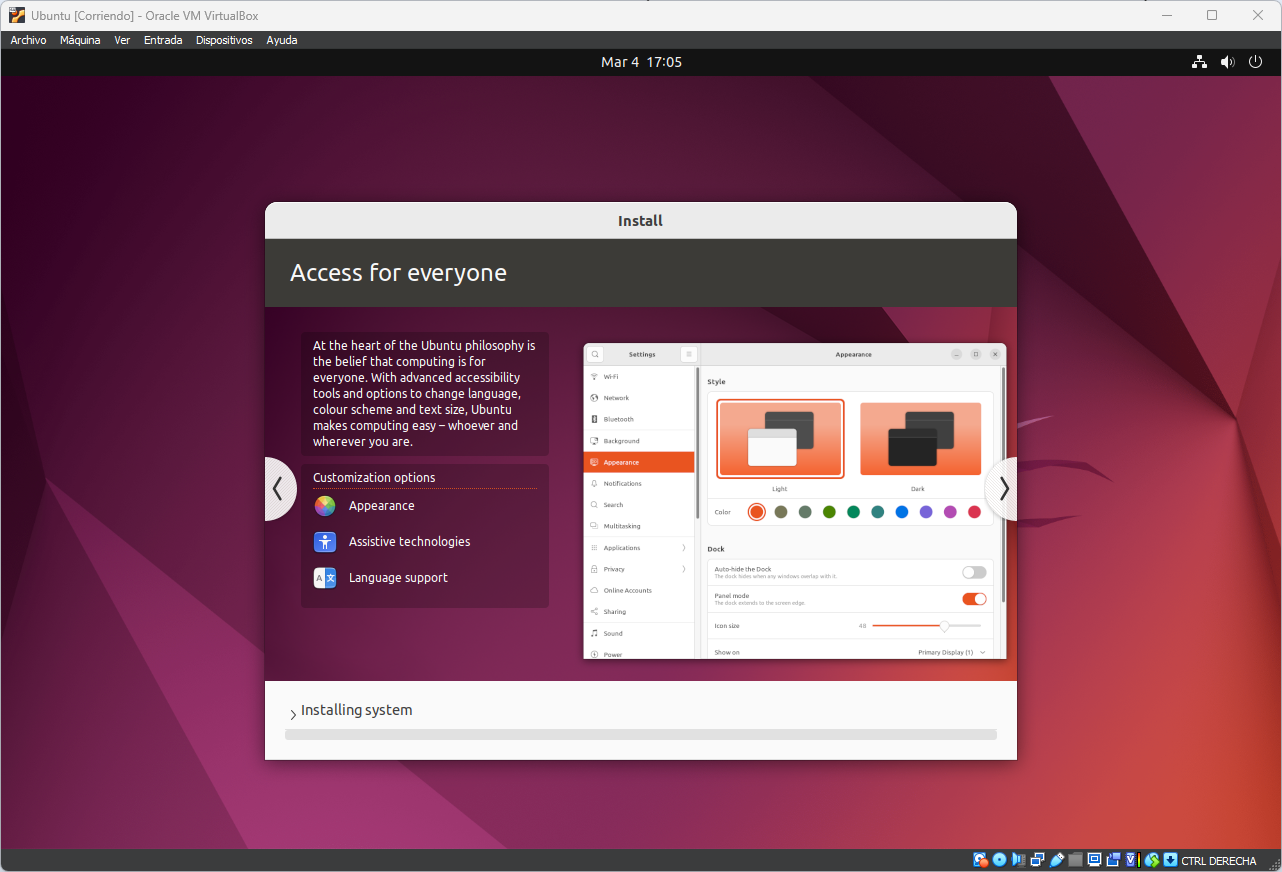 Ubuntu [Corriendo] - Oracle VM VirtualBox
Archivo Máquina Ver Entrada Dispositivos Ayuda
Mar 4 17:05
Install
Access for everyone
At the heart of the Ubuntu philosophy is
the belief that computing is for
everyone. With advanced accessibility
tools and options to change language,
colour scheme and text size, Ubuntu
makes computing easy – whoever and
wherever you are.
Customization options
Appearance
Assistive technologies
Language support
Settings
Wi-Fi
Network
Bluetooth
Background
Appearance
Notifications
Search
Multitasking
Applications
Privacy
Online Accounts
Sharing
Sound
Power
Appearance
Style
Light Dark
Color
Dock
Auto-hide the Dock
The dock hides when any windows overlap with it.
Panel mode
The dock extends to the screen edge.
Icon size 48
Show on Primary Display (1)
Installing system
CTRL DERECHA